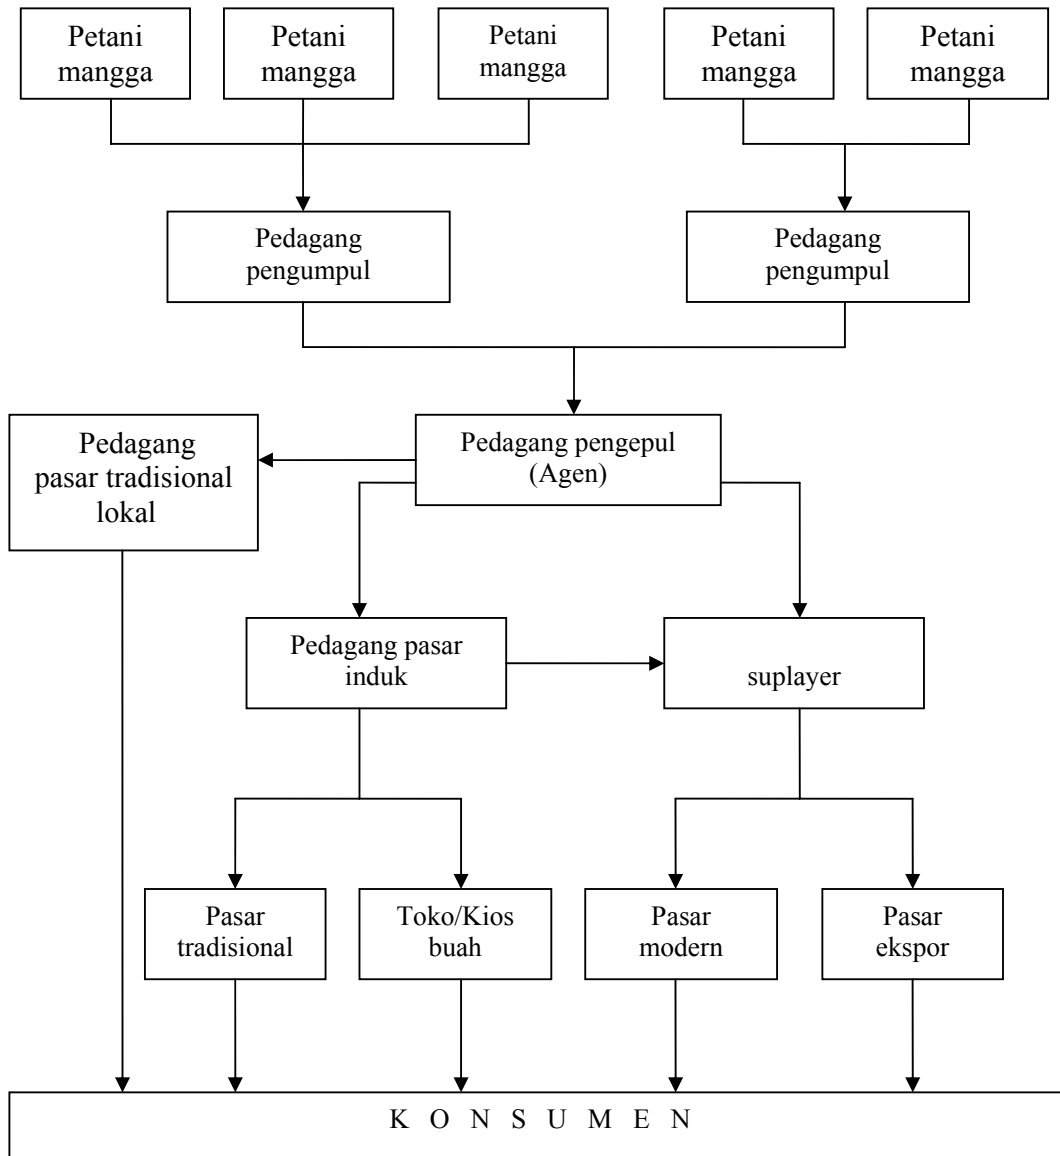 Petani
mangga
Petani
mangga
Petani
mangga
Petani
mangga
Petani
mangga
Pedagang
pengumpul
Pedagang
pengumpul
Pedagang
pasar tradisional
lokal
Pedagang pengepul
(Agen)
Pedagang pasar
induk
suplayer
Pasar
tradisional
Toko/Kios
buah
Pasar
modern
Pasar
ekspor
K O N S U M E N